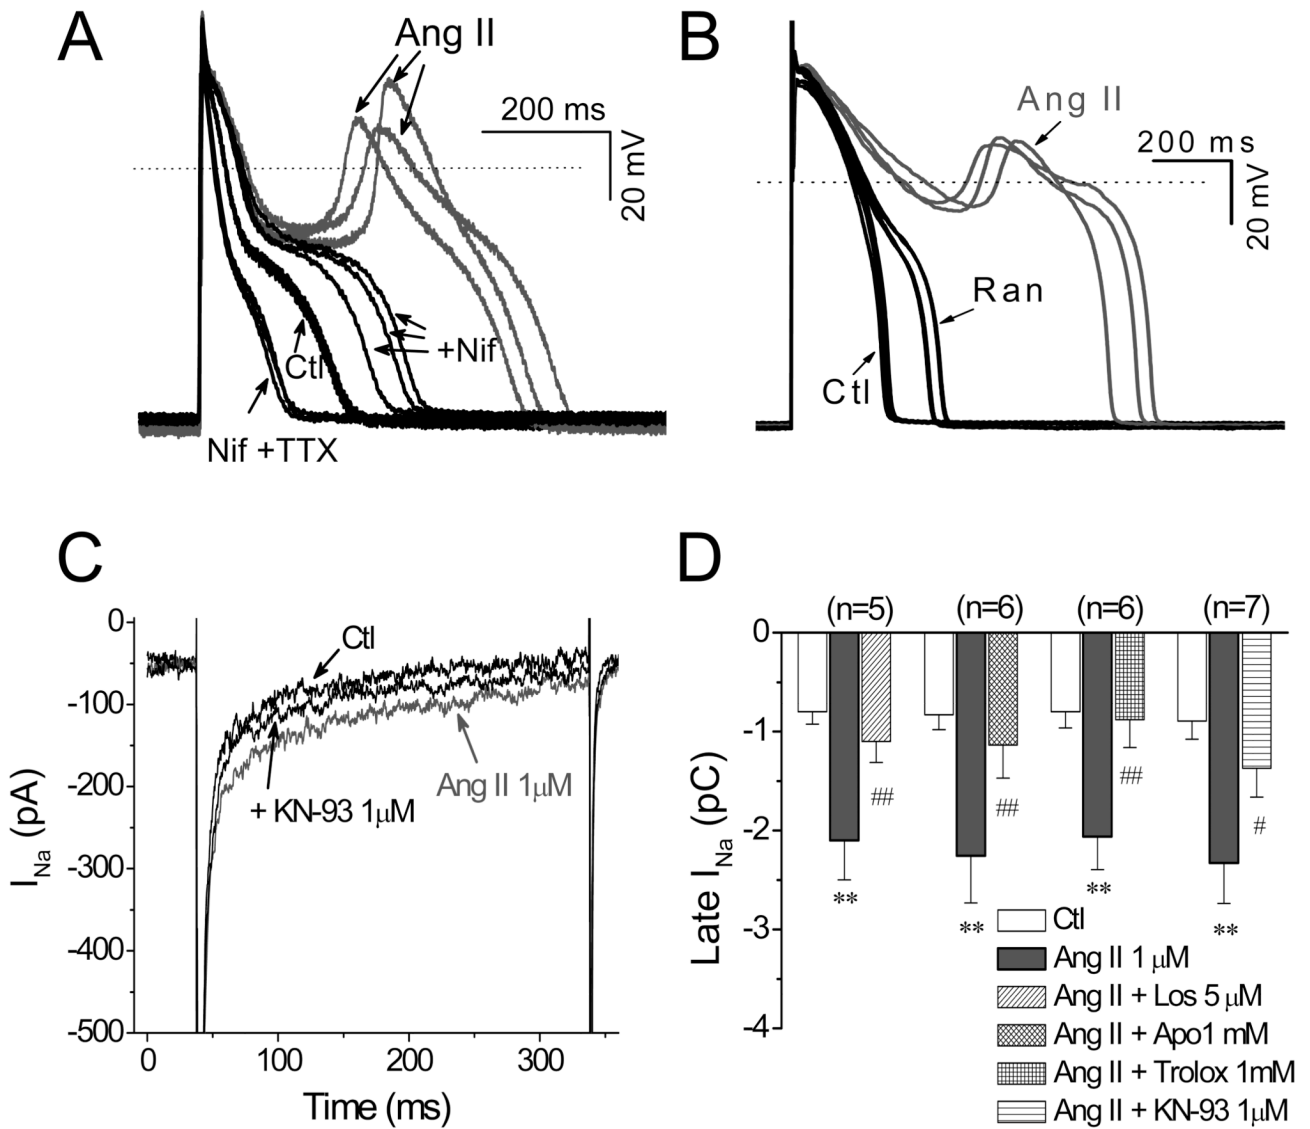 A
Ang II
200 ms
20 mV
Ctl
+Nif
Nif +TTX
B
Ang II
200 ms
20 mV
Ran
Ctl
C
0
-100
-200
-300
-400
-500
I_Na (pA)
Ctl
+ KN-93 1μM
Ang II 1μM
0
100
200
300
Time (ms)
D
(n=5)
(n=6)
(n=6)
(n=7)
0
-1
-2
-3
-4
Late I_Na (pC)
##
##
##
#
**
**
**
**
Ctl
Ang II 1 μM
Ang II + Los 5 μM
Ang II + Apo1 mM
Ang II + Trolox 1mM
Ang II + KN-93 1μM